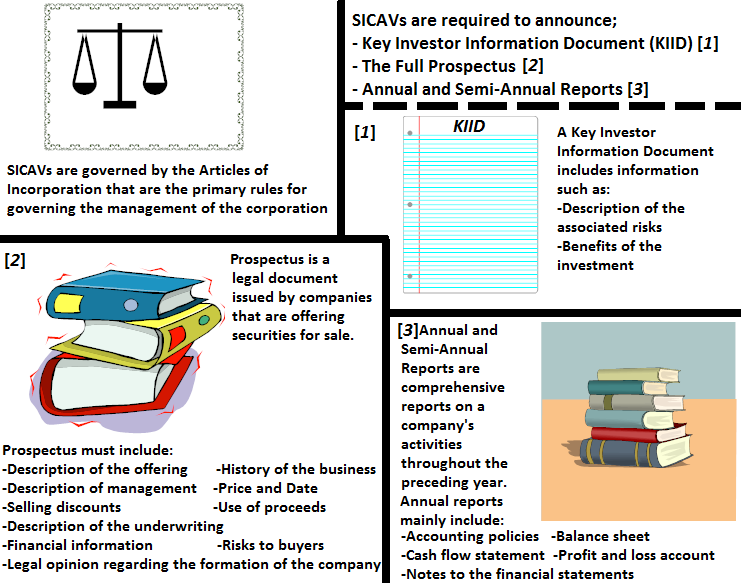 SICAVs are governed by the Articles of
Incorporation that are the primary rules for
governing the management of the corporation
SICAVs are required to announce;
- Key Investor Information Document (KIID) [1]
- The Full Prospectus [2]
- Annual and Semi-Annual Reports [3]
[1]
KIID
A Key Investor
Information Document
includes information
such as:
-Description of the
associated risks
-Benefits of the
investment
[2]
Prospectus is a
legal document
issued by companies
that are offering
securities for sale.
Prospectus must include:
-Description of the offering -History of the business
-Description of management -Price and Date
-Selling discounts -Use of proceeds
-Description of the underwriting
-Financial information -Risks to buyers
-Legal opinion regarding the formation of the company
[3]Annual and
Semi-Annual
Reports are
comprehensive
reports on a
company's
activities
throughout the
preceding year.
Annual reports
mainly include:
-Accounting policies -Balance sheet
-Cash flow statement -Profit and loss account
-Notes to the financial statements